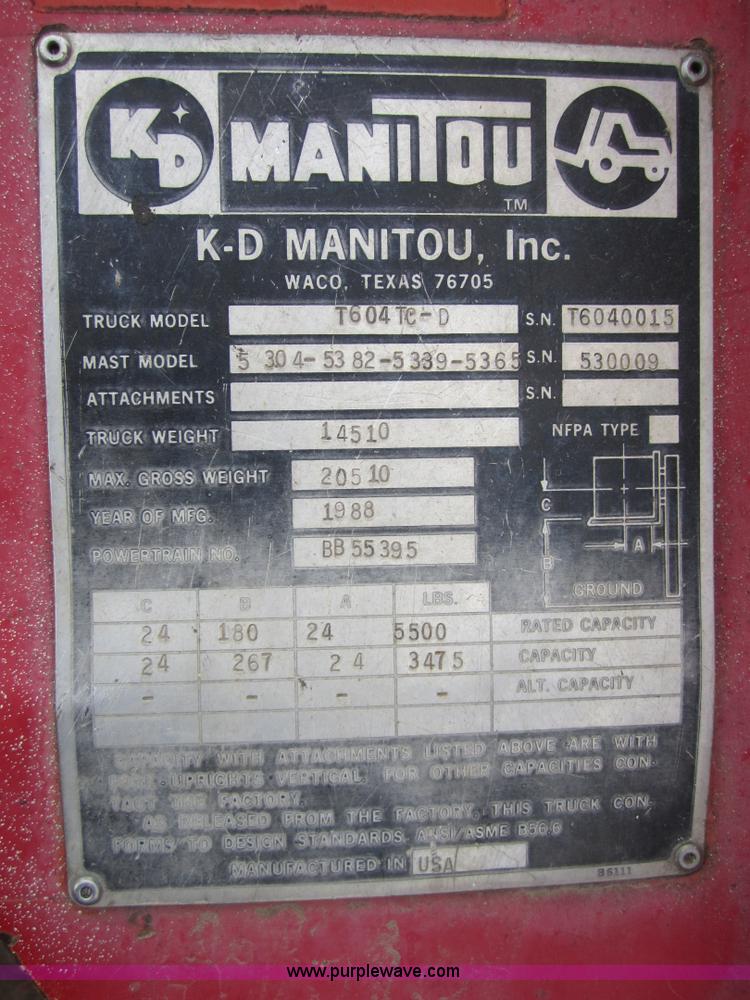 KD MANITOU
TM
K-D MANITOU, Inc.
WACO, TEXAS 76705
TRUCK MODEL T604TC-D S.N. T6040015
MAST MODEL 5304-5382-5339-5365 S.N. 530009
ATTACHMENTS S.N.
TRUCK WEIGHT 14510 NFPA TYPE
MAX. GROSS WEIGHT 20510
YEAR OF MFG. 1988
POWERTRAIN NO. BB55395
C
A
B
GROUND
C B A LBS.
24 180 24 5500 RATED CAPACITY
24 267 24 3475 CAPACITY
- - - - ALT. CAPACITY
CAPACITY WITH ATTACHMENTS LISTED ABOVE ARE WITH
UPRIGHTS VERTICAL. FOR OTHER CAPACITIES CON-
TACT THE FACTORY.
AS RELEASED FROM THE FACTORY, THIS TRUCK CON-
FORMS TO DESIGN STANDARDS. ANSI/ASME B56.6
MANUFACTURED IN USA
B6111
www.purplewave.com